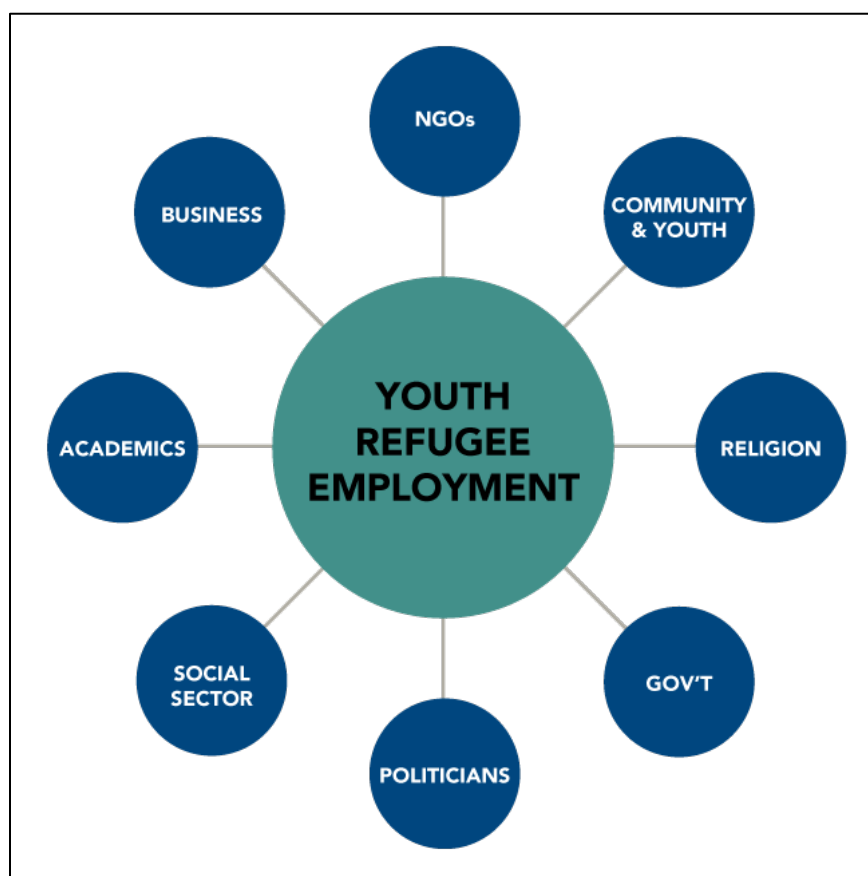 NGOs
COMMUNITY
& YOUTH
BUSINESS
YOUTH
REFUGEE
EMPLOYMENT
ACADEMICS
RELIGION
SOCIAL
SECTOR
GOV'T
POLITICIANS